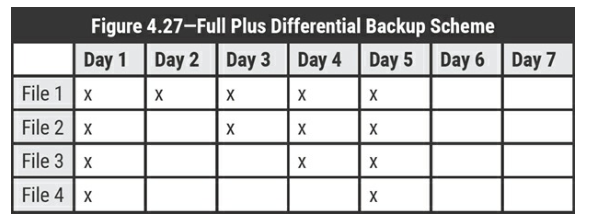 Figure 4.27—Full Plus Differential Backup Scheme
Day 1 Day 2 Day 3 Day 4 Day 5 Day 6 Day 7
File 1 x x x x x
File 2 x x x x
File 3 x x x
File 4 x x